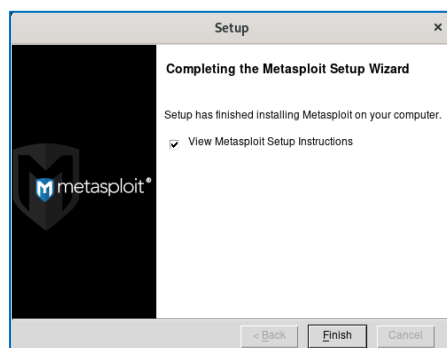 Setup ×
Completing the Metasploit Setup Wizard
Setup has finished installing Metasploit on your computer.
View Metasploit Setup Instructions
metasploit®
< Back Finish Cancel